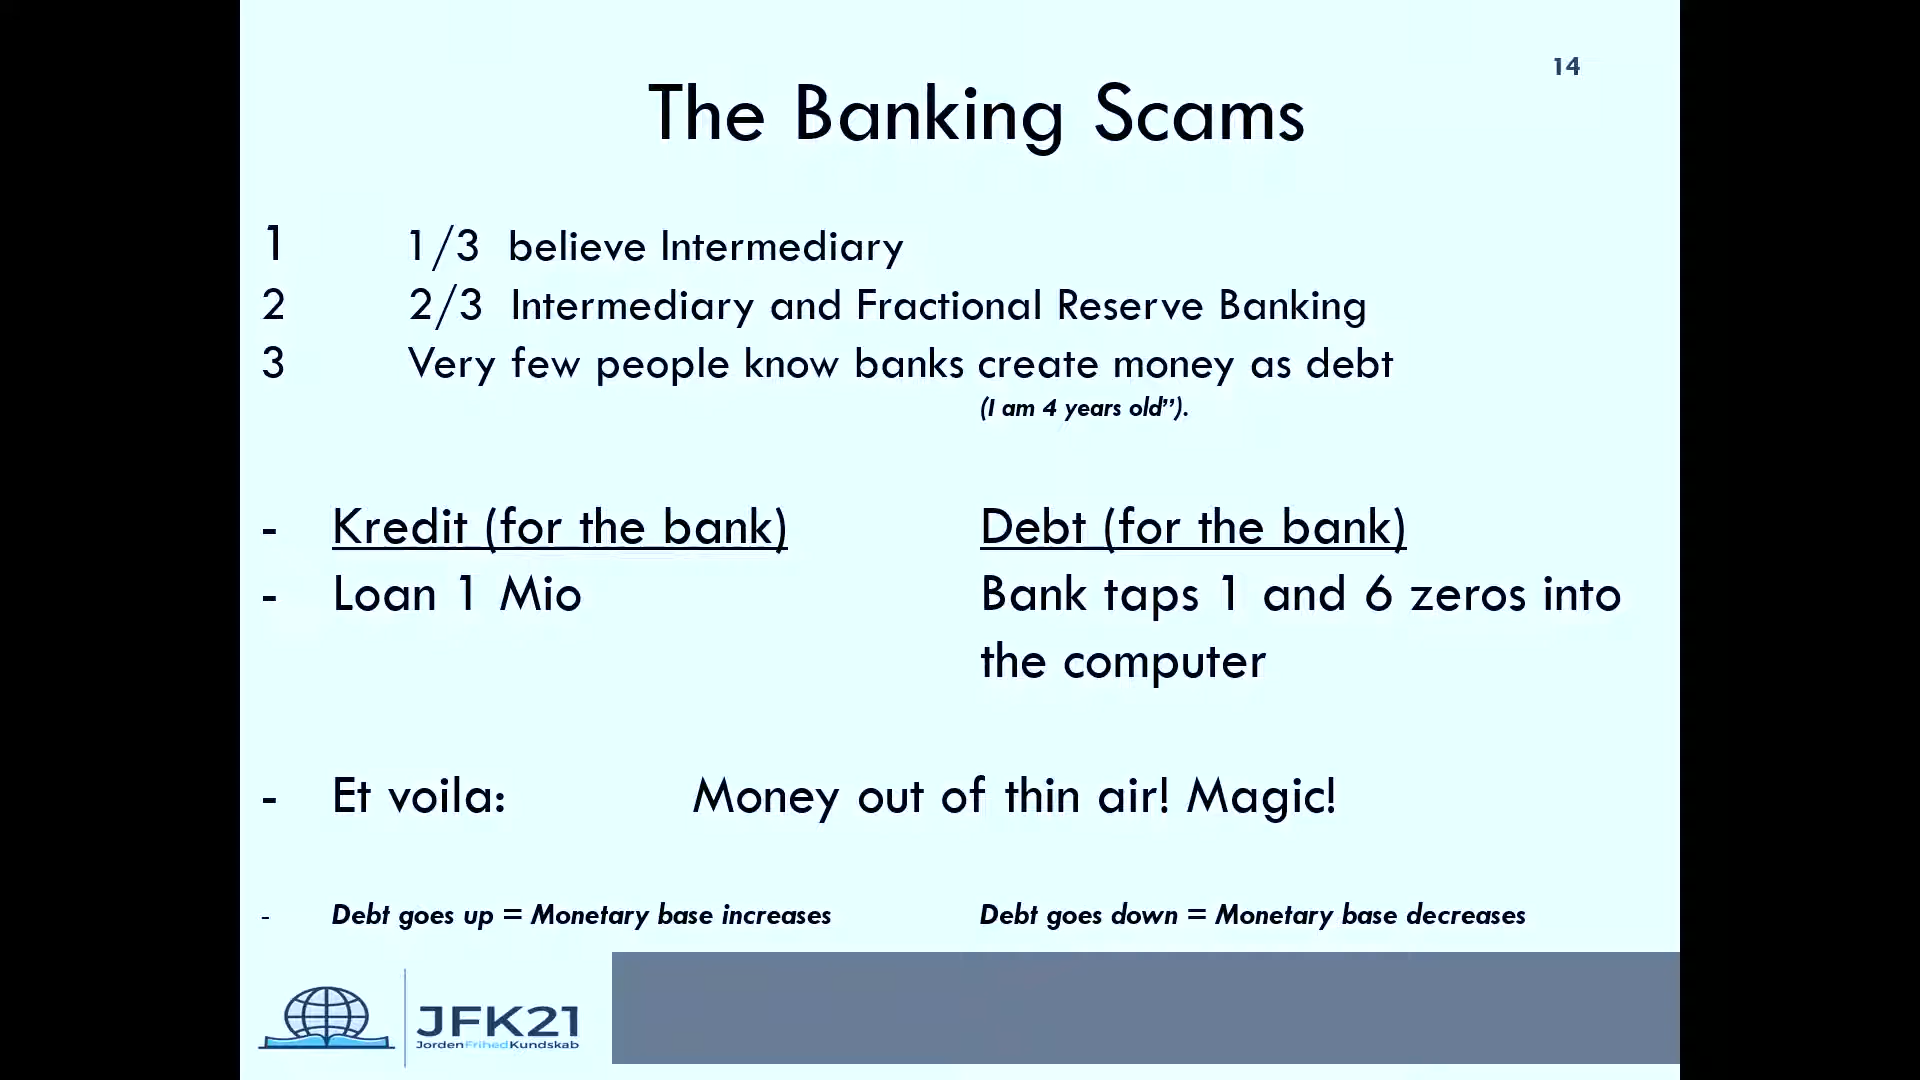 14
The Banking Scams
1 1/3 believe Intermediary
2 2/3 Intermediary and Fractional Reserve Banking
3 Very few people know banks create money as debt
(I am 4 years old”).
- Kredit (for the bank) Debt (for the bank)
- Loan 1 Mio Bank taps 1 and 6 zeros into
the computer
- Et voila: Money out of thin air! Magic!
- Debt goes up = Monetary base increases Debt goes down = Monetary base decreases
JFK21
JordenFrihedKundskab